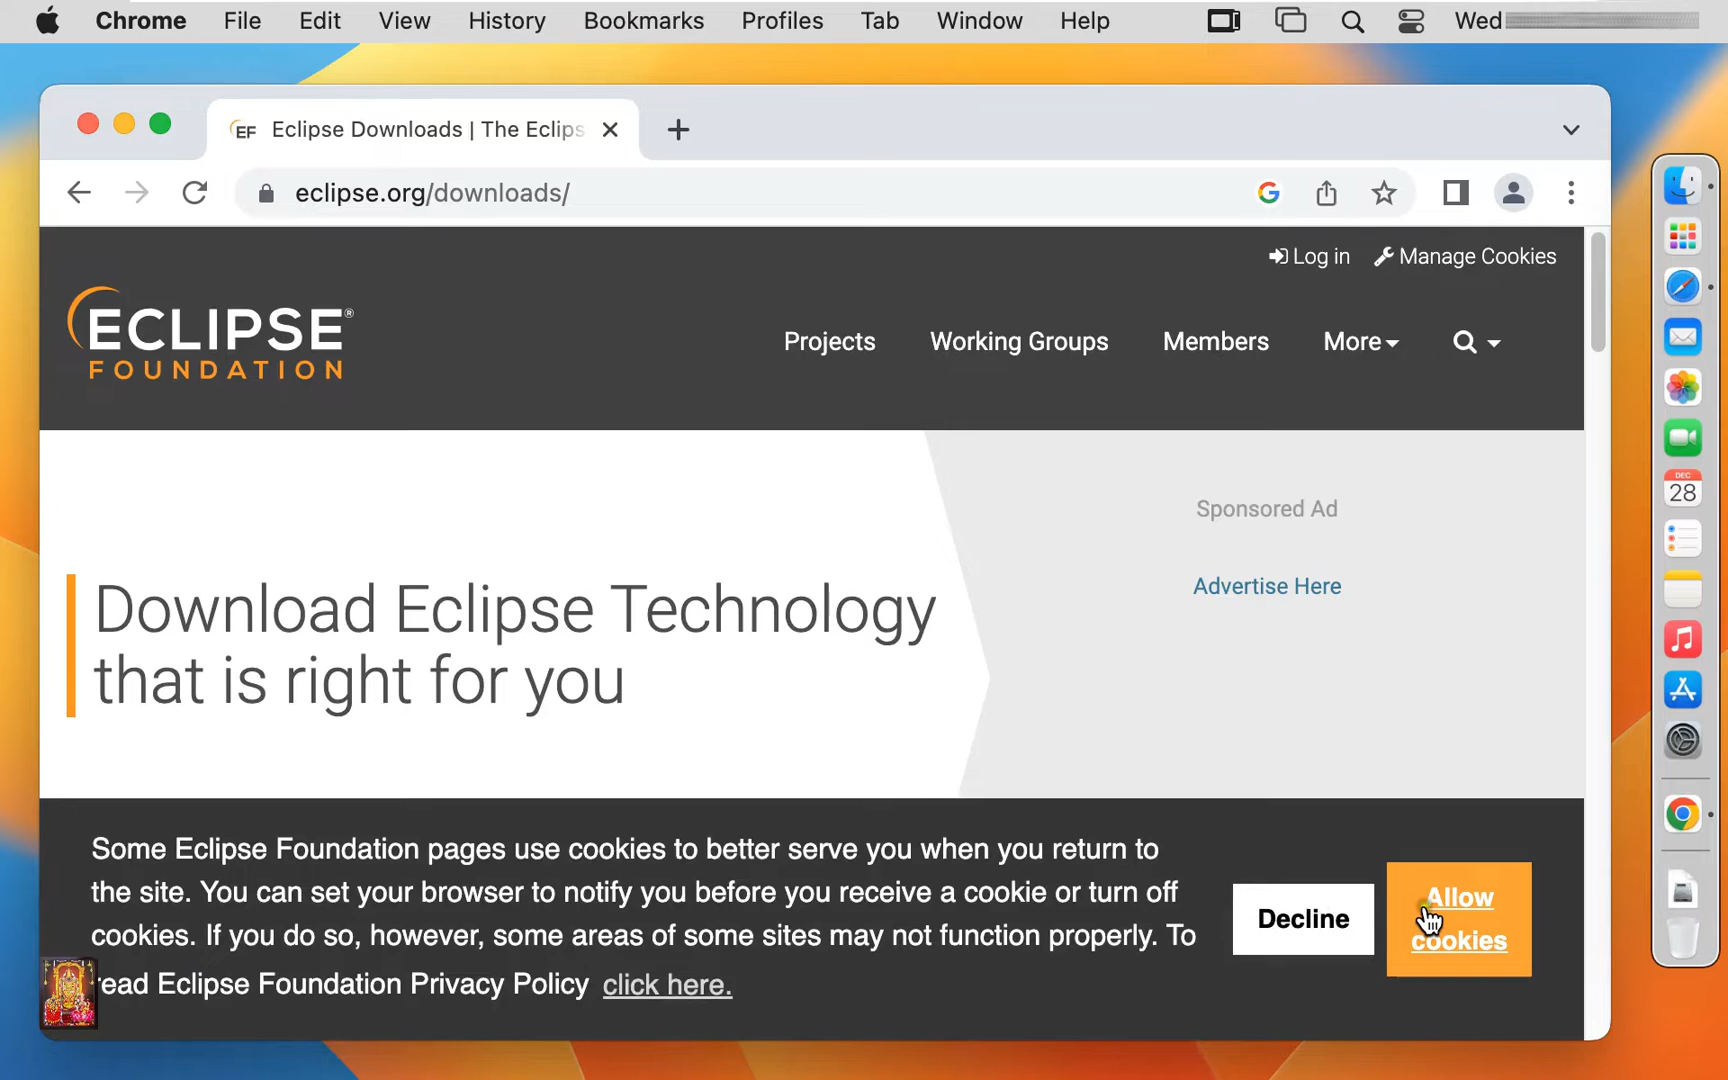 Chrome File Edit View History Bookmarks Profiles Tab Window Help Wed
EF Eclipse Downloads | The Eclips
eclipse.org/downloads/
Log in Manage Cookies
ECLIPSE®
FOUNDATION
Projects Working Groups Members More
Sponsored Ad
Advertise Here
Download Eclipse Technology
that is right for you
Some Eclipse Foundation pages use cookies to better serve you when you return to
the site. You can set your browser to notify you before you receive a cookie or turn off
cookies. If you do so, however, some areas of some sites may not function properly. To
read Eclipse Foundation Privacy Policy click here.
Decline
Allow
cookies
DEC
28